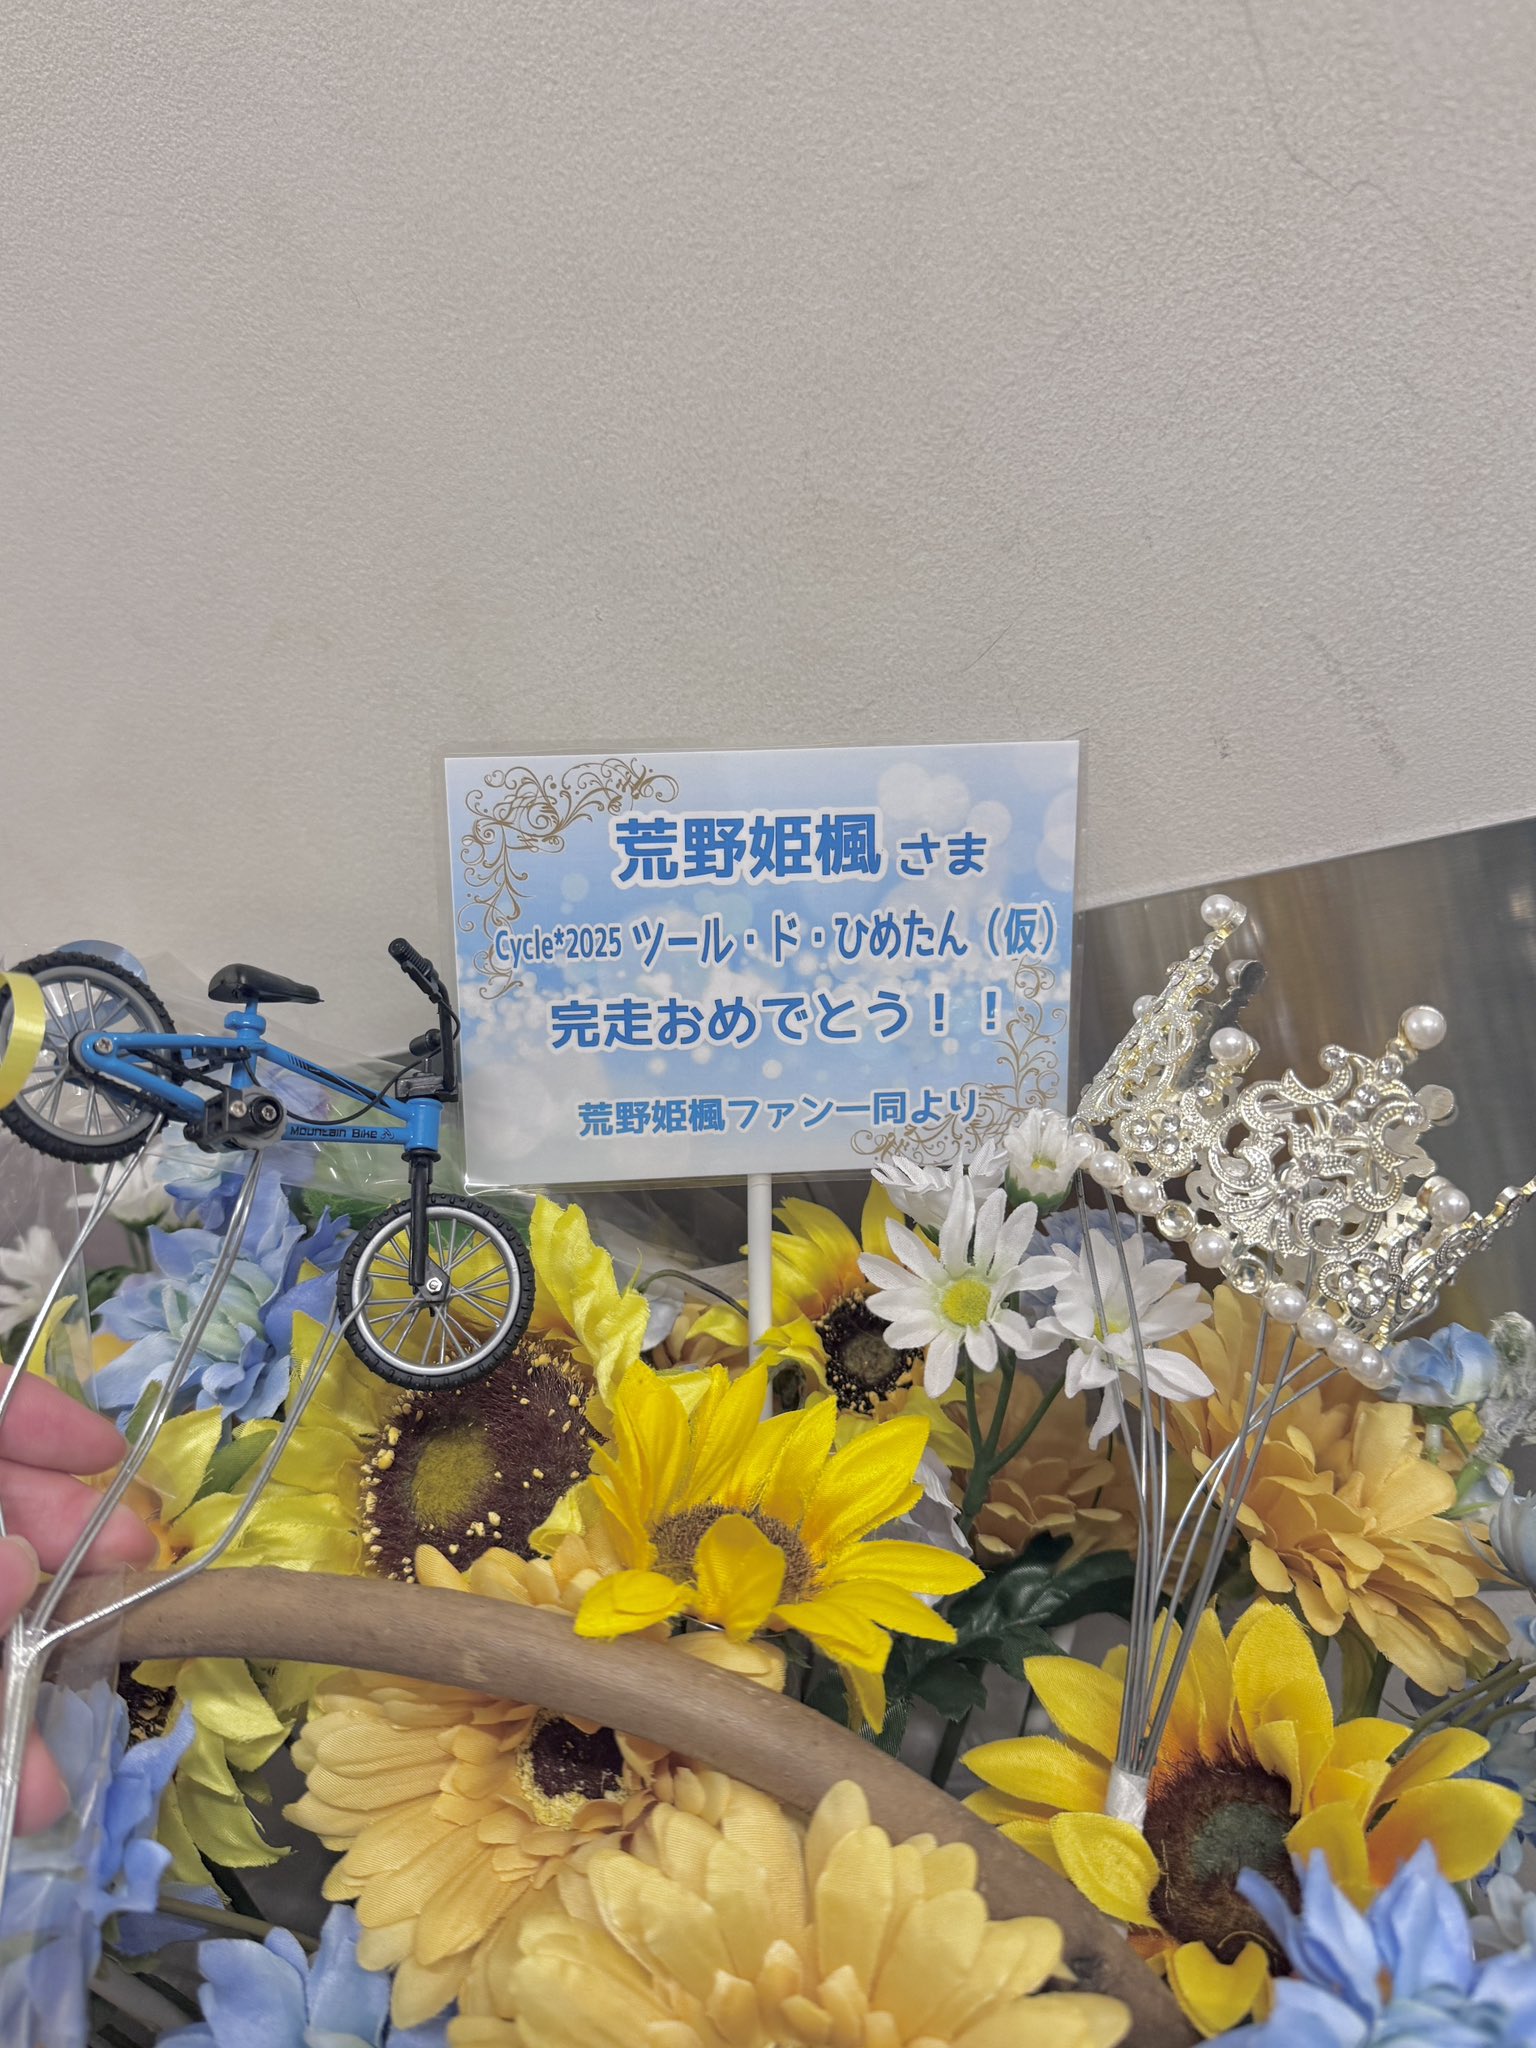 荒野姫楓さま
Cycle*2025 ツール・ド・ひめたん（仮）
完走おめでとう！！
荒野姫楓ファン一同より
Mountain Bike